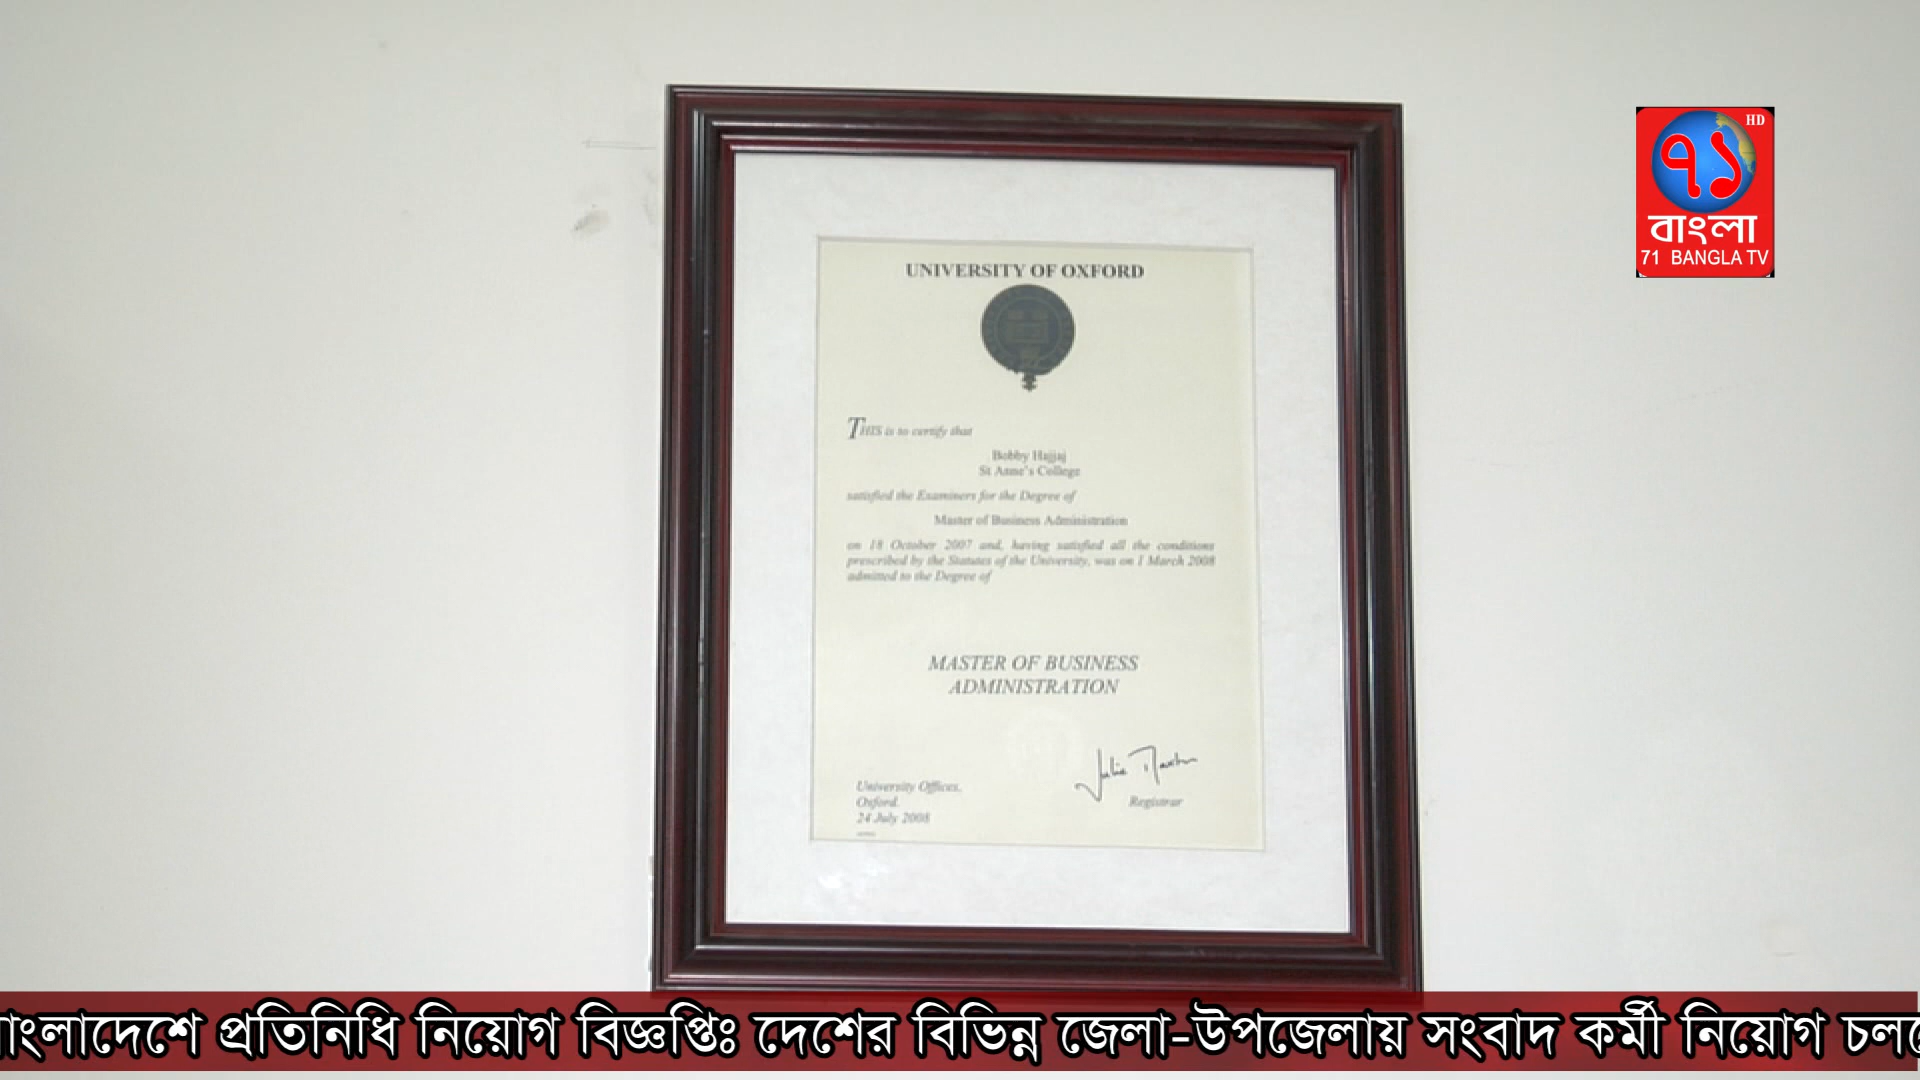 HD
৭১
বাংলা
71 BANGLA TV
UNIVERSITY OF OXFORD
THIS is to certify that
Bobby Hajjaj
St Anne's College
satisfied the Examiners for the Degree of
Master of Business Administration
on 18 October 2007 and, having satisfied all the conditions
prescribed by the Statutes of the University, was on 1 March 2008
admitted to the Degree of
MASTER OF BUSINESS
ADMINISTRATION
University Offices,
Oxford.
24 July 2008
Registrar
বাংলাদেশে প্রতিনিধি নিয়োগ বিজ্ঞপ্তিঃ দেশের বিভিন্ন জেলা-উপজেলায় সংবাদ কর্মী নিয়োগ